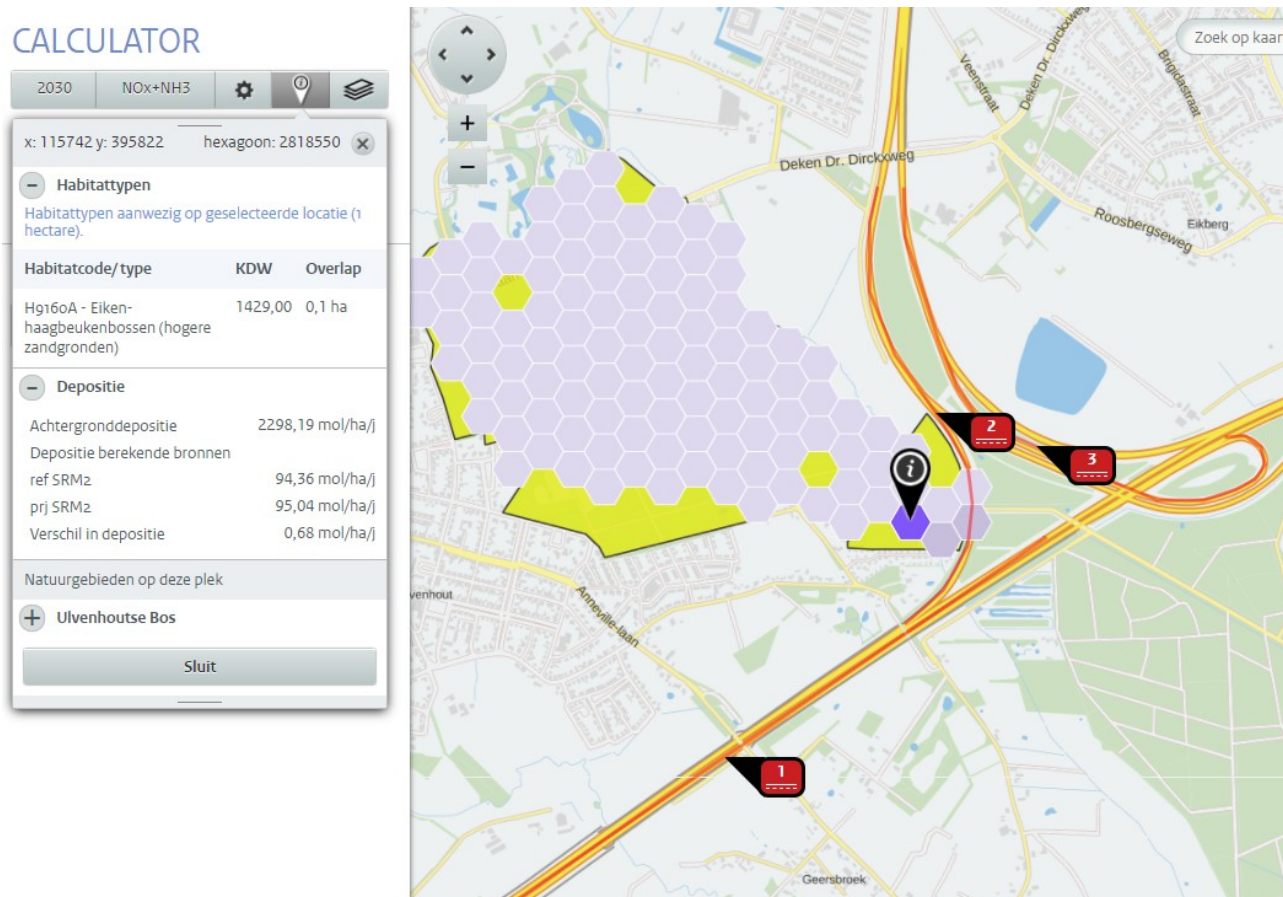 CALCULATOR
2030 NOx+NH3
x: 115742 y: 395822 hexagoon: 2818550
Habitattypen
Habitattypen aanwezig op geselecteerde locatie (1
hectare).
Habitatcode/type KDW Overlap
H9160A - Eiken- 1429,00 0,1 ha
haagbeukenbossen (hogere
zandgronden)
Depositie
Achtergronddepositie 2298,19 mol/ha/j
Depositie berekende bronnen
ref SRM2 94,36 mol/ha/j
prj SRM2 95,04 mol/ha/j
Verschil in depositie 0,68 mol/ha/j
Natuurgebieden op deze plek
Ulvenhoutse Bos
Sluit
Zoek op kaar
Veenstraat
Deken Dr. Dirckxweg
Brigidastraat
Deken Dr. Dirckxweg
Roosbergseweg
Eikberg
2
3
venhout
Anneville-laan
1
Geersbroek